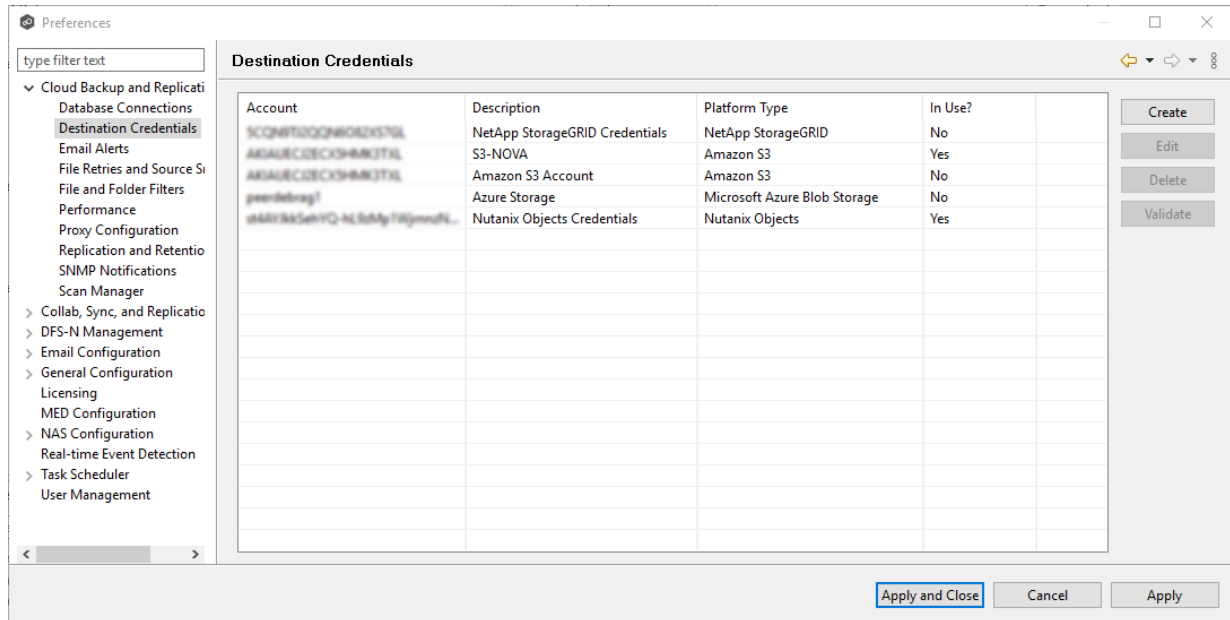 Preferences
type filter text
Cloud Backup and Replicati
Database Connections
Destination Credentials
Email Alerts
File Retries and Source Si
File and Folder Filters
Performance
Proxy Configuration
Replication and Retentio
SNMP Notifications
Scan Manager
Collab, Sync, and Replicatio
DFS-N Management
Email Configuration
General Configuration
Licensing
MED Configuration
NAS Configuration
Real-time Event Detection
Task Scheduler
User Management
Destination Credentials
Account Description Platform Type In Use?
NetApp StorageGRID Credentials NetApp StorageGRID No
S3-NOVA Amazon S3 Yes
Amazon S3 Account Amazon S3 No
Azure Storage Microsoft Azure Blob Storage No
Nutanix Objects Credentials Nutanix Objects Yes
Create
Edit
Delete
Validate
Apply and Close Cancel Apply